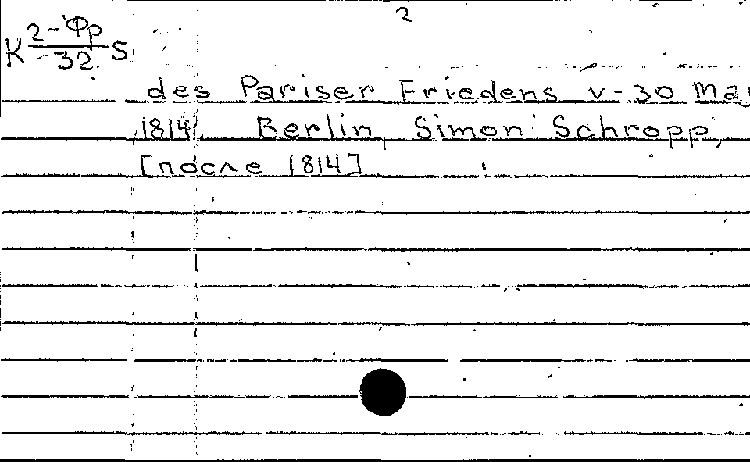 2
К 2-Фр/32 S
des Pariser Friedens v-30 Mai
1814, Berlin, Simon Schropp,
[после 1814]